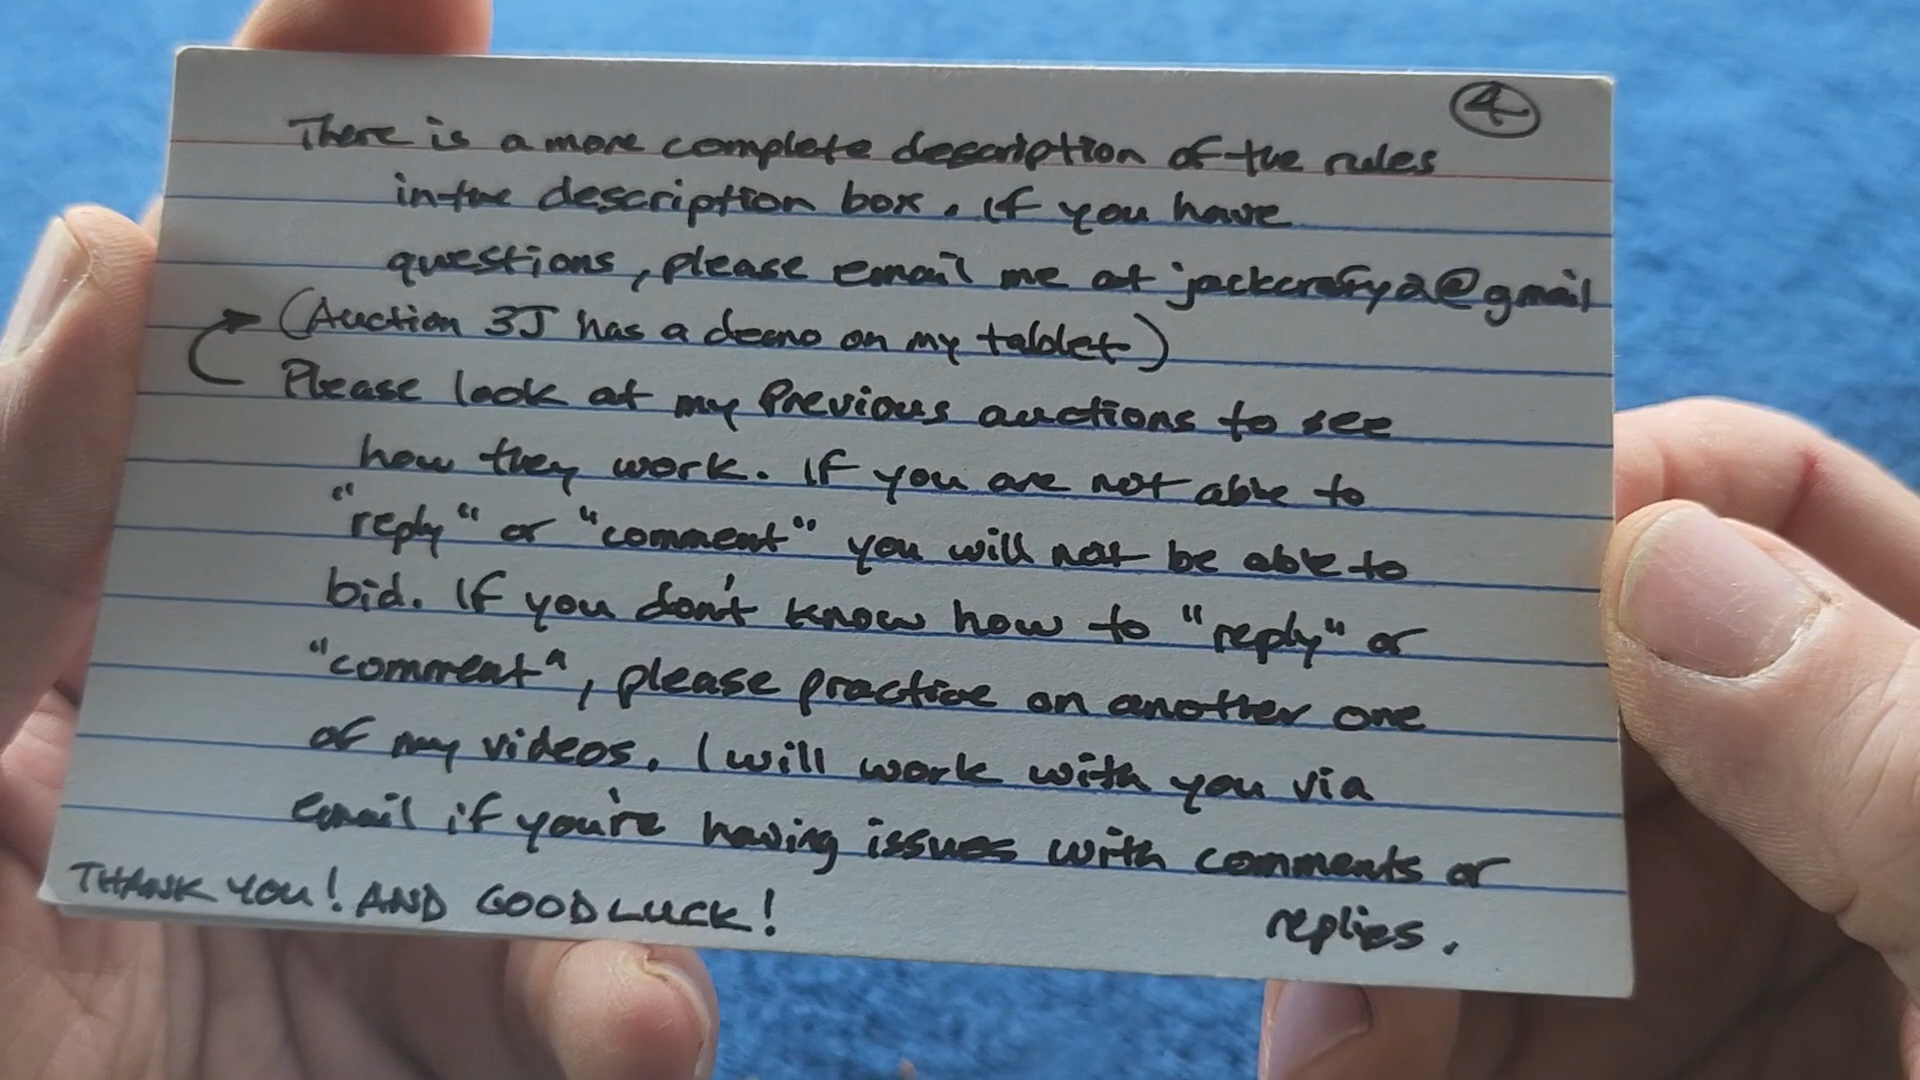 4
There is a more complete description of the rules
in the description box. If you have
questions, please email me at @gmail
(Auction 3J has a demo on my tablet)
Please look at my Previous auctions to see
how they work. If you are not able to
"reply" or "comment" you will not be able to
bid. If you don't know how to "reply" or
"comment", please practice on another one
of my videos. I will work with you via
email if you're having issues with comments or
replies.
THANK YOU! AND GOOD LUCK!